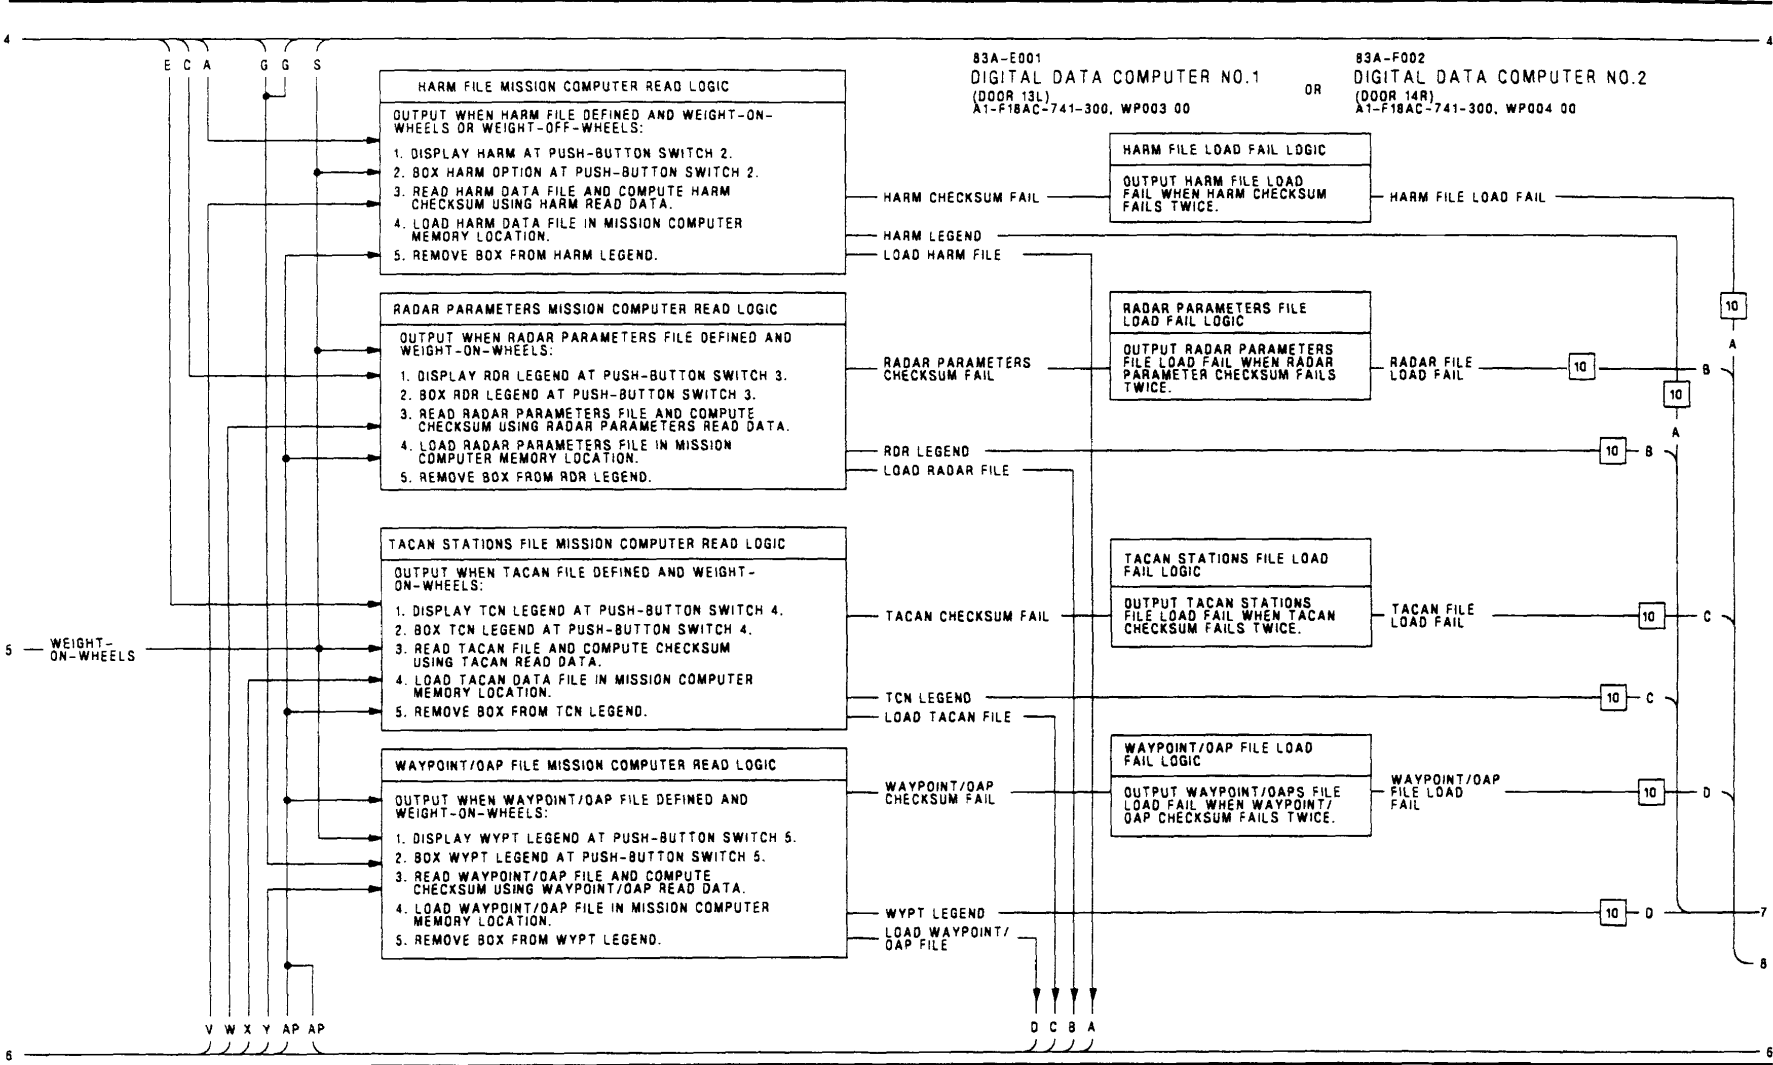 4
4
E C A G G S
83A-E001
DIGITAL DATA COMPUTER NO.1
(DOOR 13L)
A1-F18AC-741-300, WP003 00
OR
83A-F002
DIGITAL DATA COMPUTER NO.2
(DOOR 14R)
A1-F18AC-741-300, WP004 00
HARM FILE MISSION COMPUTER READ LOGIC
OUTPUT WHEN HARM FILE DEFINED AND WEIGHT-ON-
WHEELS OR WEIGHT-OFF-WHEELS:
1. DISPLAY HARM AT PUSH-BUTTON SWITCH 2.
2. BOX HARM OPTION AT PUSH-BUTTON SWITCH 2.
3. READ HARM DATA FILE AND COMPUTE HARM
CHECKSUM USING HARM READ DATA.
4. LOAD HARM DATA FILE IN MISSION COMPUTER
MEMORY LOCATION.
5. REMOVE BOX FROM HARM LEGEND.
HARM CHECKSUM FAIL
HARM LEGEND
LOAD HARM FILE
HARM FILE LOAD FAIL LOGIC
OUTPUT HARM FILE LOAD
FAIL WHEN HARM CHECKSUM
FAILS TWICE.
HARM FILE LOAD FAIL
10
A
RADAR PARAMETERS MISSION COMPUTER READ LOGIC
OUTPUT WHEN RADAR PARAMETERS FILE DEFINED AND
WEIGHT-ON-WHEELS:
1. DISPLAY RDR LEGEND AT PUSH-BUTTON SWITCH 3.
2. BOX RDR LEGEND AT PUSH-BUTTON SWITCH 3.
3. READ RADAR PARAMETERS FILE AND COMPUTE
CHECKSUM USING RADAR PARAMETERS READ DATA.
4. LOAD RADAR PARAMETERS FILE IN MISSION
COMPUTER MEMORY LOCATION.
5. REMOVE BOX FROM RDR LEGEND.
RADAR PARAMETERS
CHECKSUM FAIL
RDR LEGEND
LOAD RADAR FILE
RADAR PARAMETERS FILE
LOAD FAIL LOGIC
OUTPUT RADAR PARAMETERS
FILE LOAD FAIL WHEN RADAR
PARAMETER CHECKSUM FAILS
TWICE.
RADAR FILE
LOAD FAIL
10
B
10
A
10
B
5
WEIGHT-
ON-WHEELS
TACAN STATIONS FILE MISSION COMPUTER READ LOGIC
OUTPUT WHEN TACAN FILE DEFINED AND WEIGHT-
ON-WHEELS:
1. DISPLAY TCN LEGEND AT PUSH-BUTTON SWITCH 4.
2. BOX TCN LEGEND AT PUSH-BUTTON SWITCH 4.
3. READ TACAN FILE AND COMPUTE CHECKSUM
USING TACAN READ DATA.
4. LOAD TACAN DATA FILE IN MISSION COMPUTER
MEMORY LOCATION.
5. REMOVE BOX FROM TCN LEGEND.
TACAN CHECKSUM FAIL
TCN LEGEND
LOAD TACAN FILE
TACAN STATIONS FILE LOAD
FAIL LOGIC
OUTPUT TACAN STATIONS
FILE LOAD FAIL WHEN TACAN
CHECKSUM FAILS TWICE.
TACAN FILE
LOAD FAIL
10
C
10
C
WAYPOINT/OAP FILE MISSION COMPUTER READ LOGIC
OUTPUT WHEN WAYPOINT/OAP FILE DEFINED AND
WEIGHT-ON-WHEELS:
1. DISPLAY WYPT LEGEND AT PUSH-BUTTON SWITCH 5.
2. BOX WYPT LEGEND AT PUSH-BUTTON SWITCH 5.
3. READ WAYPOINT/OAP FILE AND COMPUTE
CHECKSUM USING WAYPOINT/OAP READ DATA.
4. LOAD WAYPOINT/OAP FILE IN MISSION COMPUTER
MEMORY LOCATION.
5. REMOVE BOX FROM WYPT LEGEND.
WAYPOINT/OAP
CHECKSUM FAIL
WYPT LEGEND
LOAD WAYPOINT/
OAP FILE
WAYPOINT/OAP FILE LOAD
FAIL LOGIC
OUTPUT WAYPOINT/OAPS FILE
LOAD FAIL WHEN WAYPOINT/
OAP CHECKSUM FAILS TWICE.
WAYPOINT/OAP
FILE LOAD
FAIL
10
D
10
D
7
8
V W X Y AP AP
D C B A
6
6